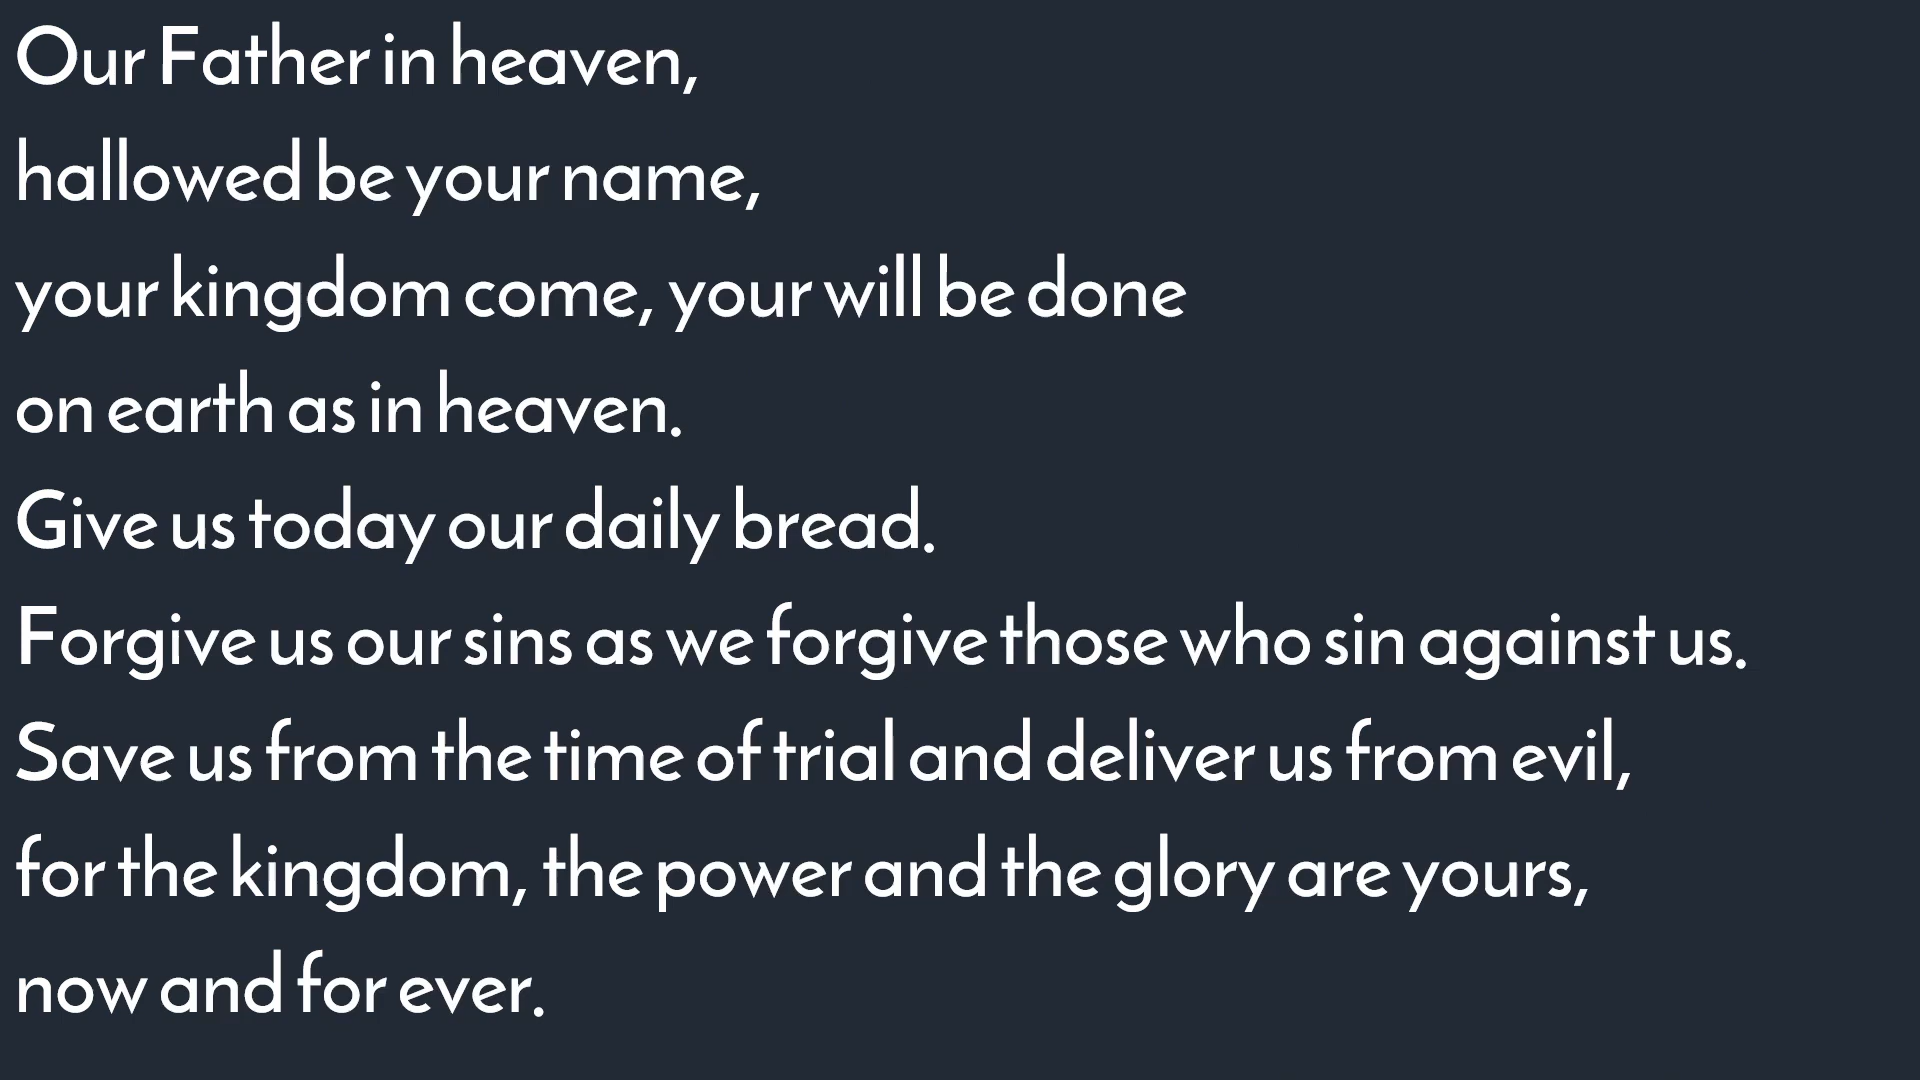 Our Father in heaven,
hallowed be your name,
your kingdom come, your will be done
on earth as in heaven.
Give us today our daily bread.
Forgive us our sins as we forgive those who sin against us.
Save us from the time of trial and deliver us from evil,
for the kingdom, the power and the glory are yours,
now and for ever.